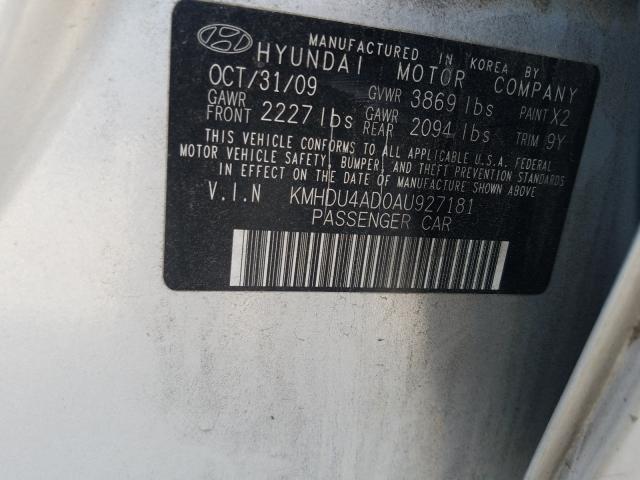 MANUFACTURED IN KOREA BY
HYUNDAI MOTOR COMPANY
OCT/31/09 GVWR 3869 lbs PAINT X2
GAWR FRONT 2227 lbs GAWR REAR 2094 lbs TRIM 9Y
THIS VEHICLE CONFORMS TO ALL APPLICABLE U.S.A. FEDERAL
MOTOR VEHICLE SAFETY, BUMPER, AND THEFT PREVENTION STANDARDS
IN EFFECT ON THE DATE OF MANUFACTURE SHOWN ABOVE
V.I.N KMHDU4AD0AU927181
PASSENGER CAR